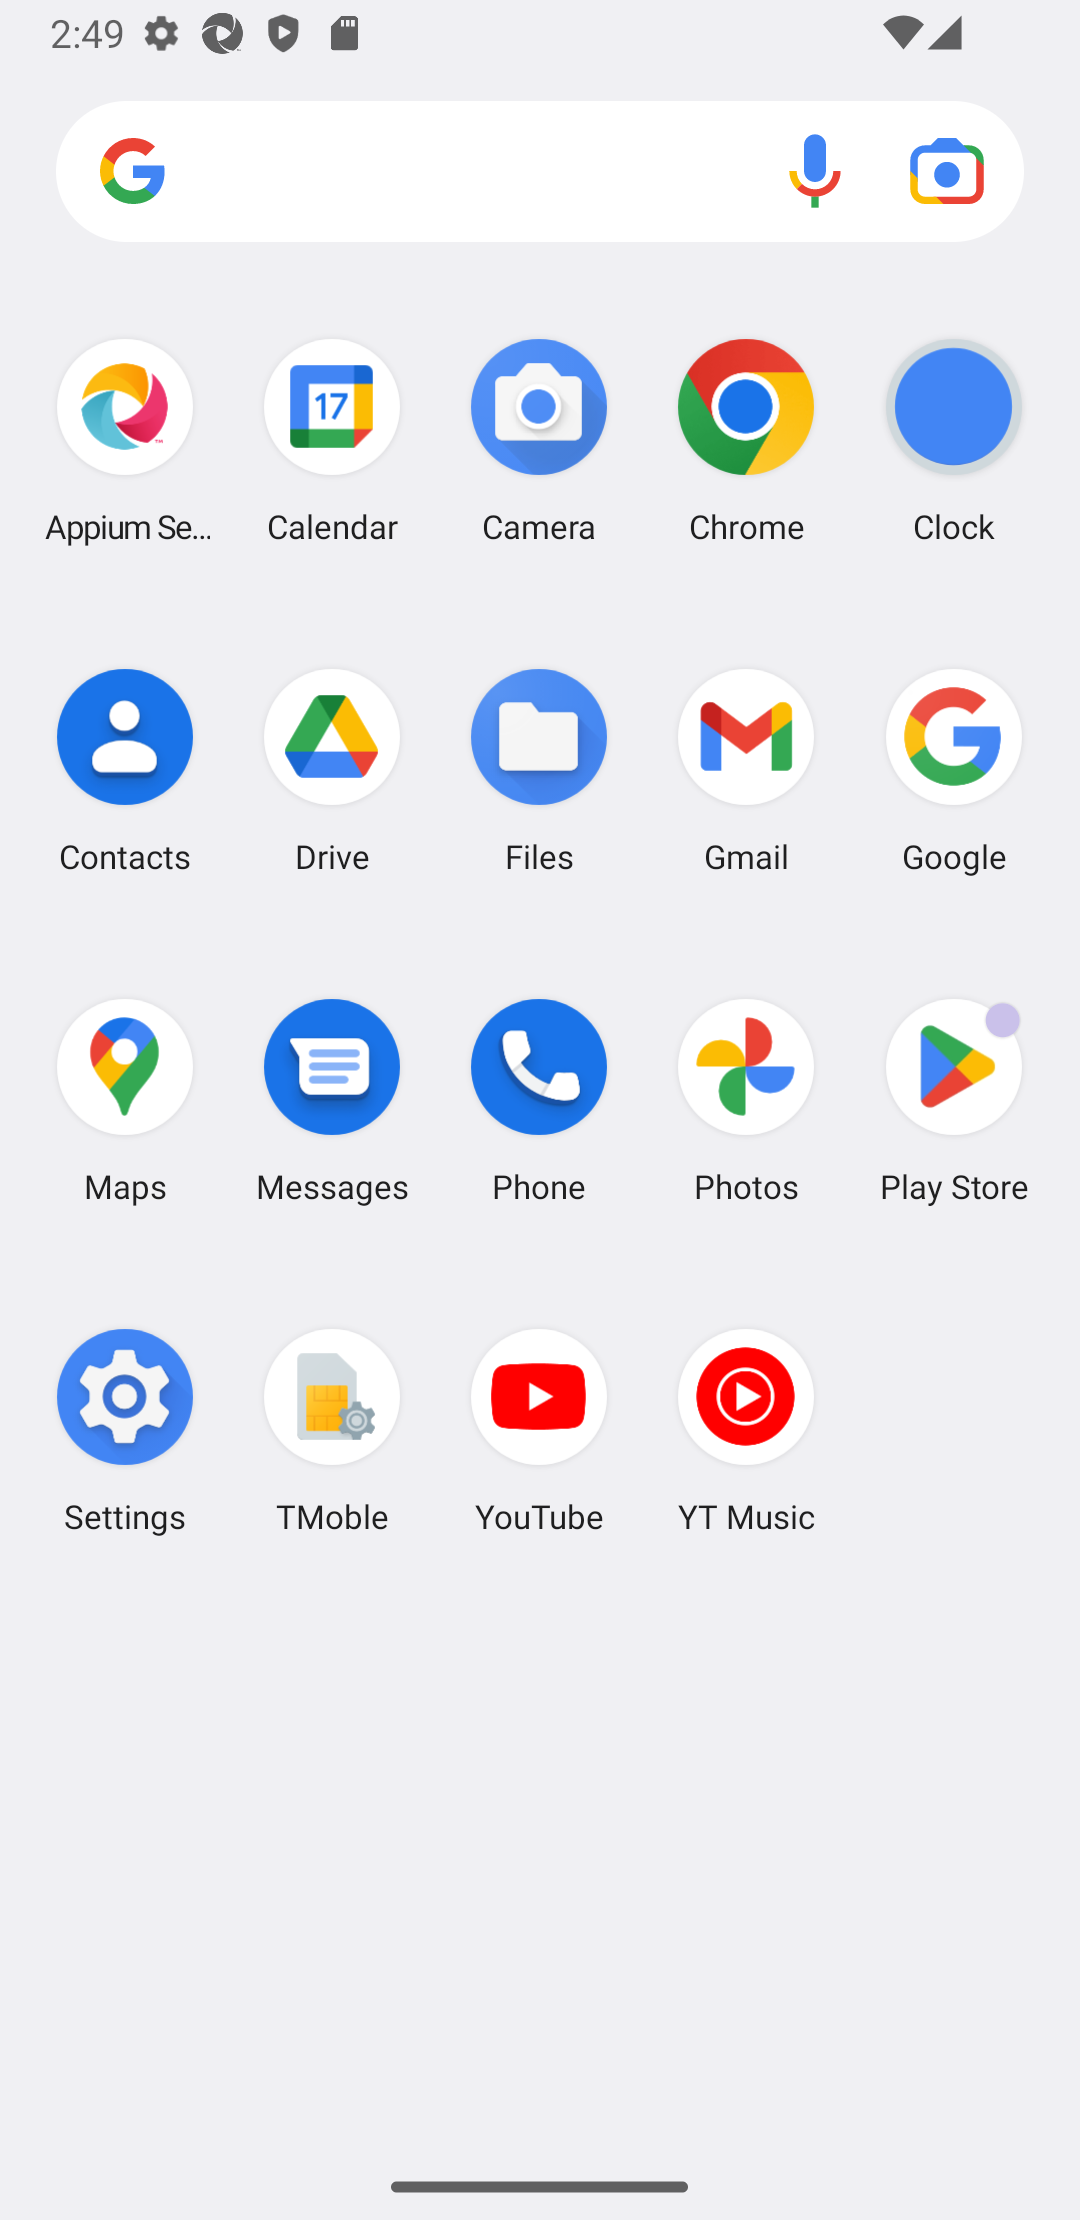 2:49
Appium Se...
Calendar
Camera
Chrome
Clock
Contacts
Drive
Files
Gmail
Google
Maps
Messages
Phone
Photos
Play Store
Settings
TMoble
YouTube
YT Music
17